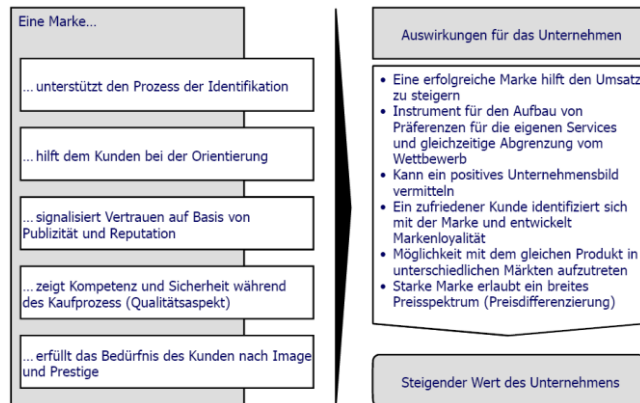 Eine Marke...
... unterstützt den Prozess der Identifikation
... hilft dem Kunden bei der Orientierung
...signalisiert Vertrauen auf Basis von
Publizität und Reputation
...zeigt Kompetenz und Sicherheit während
des Kaufprozess (Qualitätsaspekt)
... erfüllt das Bedürfnis des Kunden nach Image
und Prestige
Auswirkungen für das Unternehmen
• Eine erfolgreiche Marke hilft den Umsatz
zu steigern
• Instrument für den Aufbau von
Präferenzen für die eigenen Services
und gleichzeitige Abgrenzung vom
Wettbewerb
• Kann ein positives Unternehmensbild
vermitteln
• Ein zufriedener Kunde identifiziert sich
mit der Marke und entwickelt
Markenloyalität
• Möglichkeit mit dem gleichen Produkt in
unterschiedlichen Märkten aufzutreten
• Starke Marke erlaubt ein breites
Preisspektrum (Preisdifferenzierung)
Steigender Wert des Unternehmens